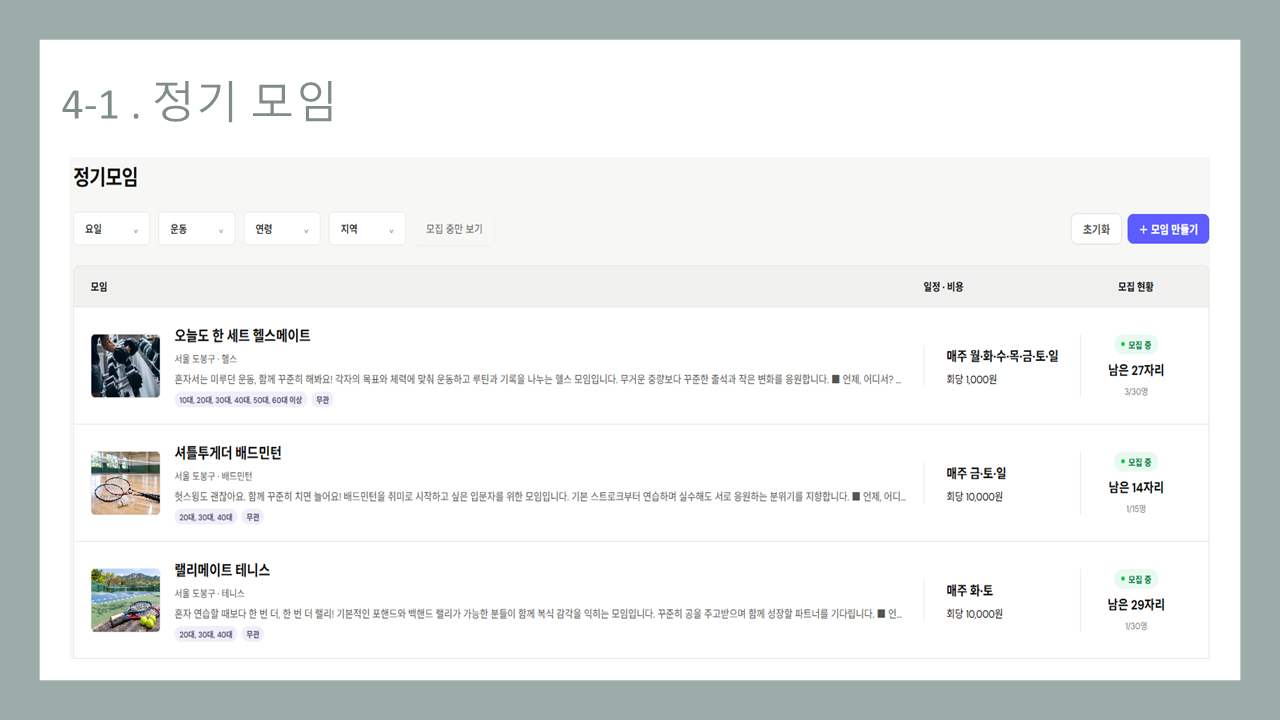 4-1 . 정기 모임
정기모임
요일 ∨ 운동 ∨ 연령 ∨ 지역 ∨ 모집 중만 보기 초기화 + 모임 만들기
모임 일정 · 비용 모집 현황
오늘도 한 세트 헬스메이트
서울 도봉구 · 헬스
혼자서는 미루던 운동, 함께 꾸준히 해봐요! 각자의 목표와 체력에 맞춰 운동하고 루틴과 기록을 나누는 헬스 모임입니다. 무거운 중량보다 꾸준한 출석과 작은 변화를 응원합니다. ■ 언제, 어디서? ...
10대, 20대, 30대, 40대, 50대, 60대 이상 무관
매주 월·화·수·목·금·토·일
회당 1,000원
• 모집 중
남은 27자리
3/30명
셔틀투게더 배드민턴
서울 도봉구 · 배드민턴
헛스윙도 괜찮아요. 함께 꾸준히 치면 늘어요! 배드민턴을 취미로 시작하고 싶은 입문자를 위한 모임입니다. 기본 스트로크부터 연습하며 실수해도 서로 응원하는 분위기를 지향합니다. ■ 언제, 어디...
20대, 30대, 40대 무관
매주 금·토·일
회당 10,000원
• 모집 중
남은 14자리
1/15명
랠리메이트 테니스
서울 도봉구 · 테니스
혼자 연습할 때보다 한 번 더, 한 번 더 랠리! 기본적인 포핸드와 백핸드 랠리가 가능한 분들이 함께 복식 감각을 익히는 모임입니다. 꾸준히 공을 주고받으며 함께 성장할 파트너를 기다립니다. ■ 언...
20대, 30대, 40대 무관
매주 화·토
회당 10,000원
• 모집 중
남은 29자리
1/30명